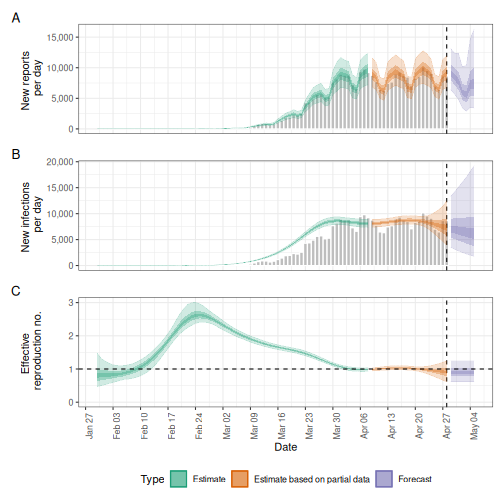 A
New reports
per day
15,000
10,000
5,000
0
B
New infections
per day
20,000
15,000
10,000
5,000
0
C
Effective
reproduction no.
3
2
1
0
Jan 27
Feb 03
Feb 10
Feb 17
Feb 24
Mar 02
Mar 09
Mar 16
Mar 23
Mar 30
Apr 06
Apr 13
Apr 20
Apr 27
May 04
Date
Type Estimate Estimate based on partial data Forecast